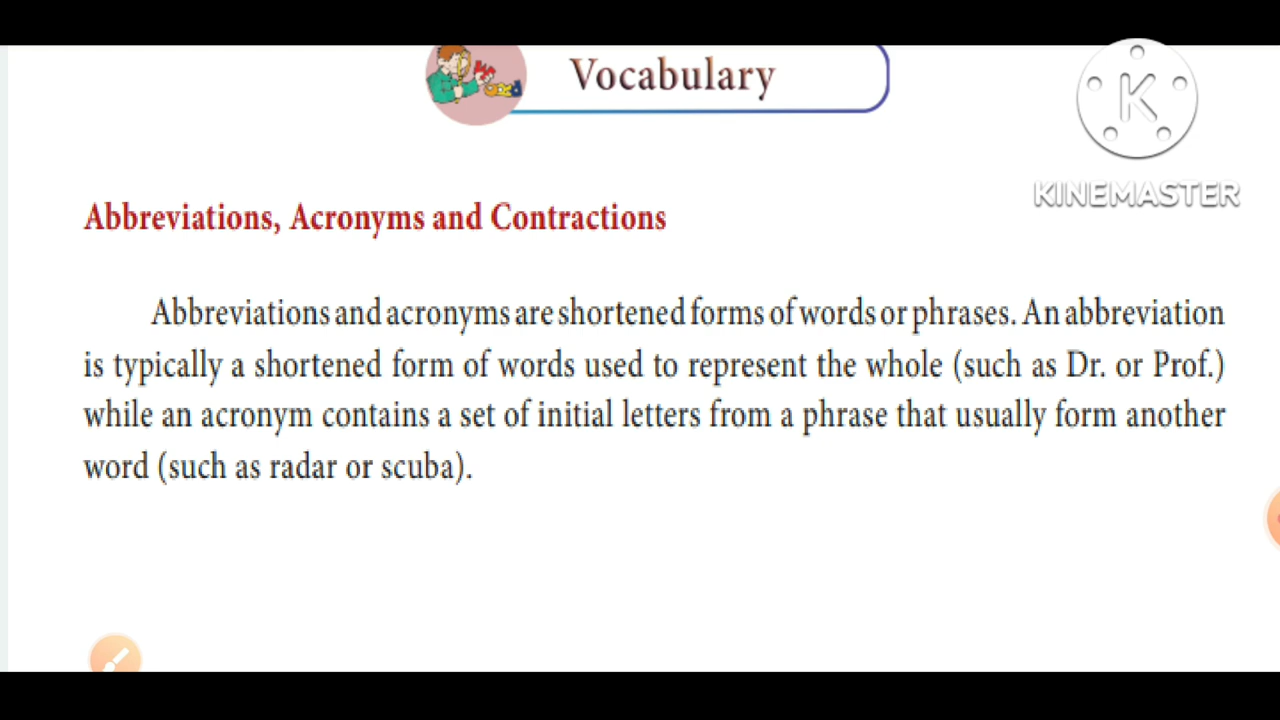 Vocabulary
K
KINEMASTER
Abbreviations, Acronyms and Contractions
Abbreviations and acronyms are shortened forms of words or phrases. An abbreviation
is typically a shortened form of words used to represent the whole (such as Dr. or Prof.)
while an acronym contains a set of initial letters from a phrase that usually form another
word (such as radar or scuba).